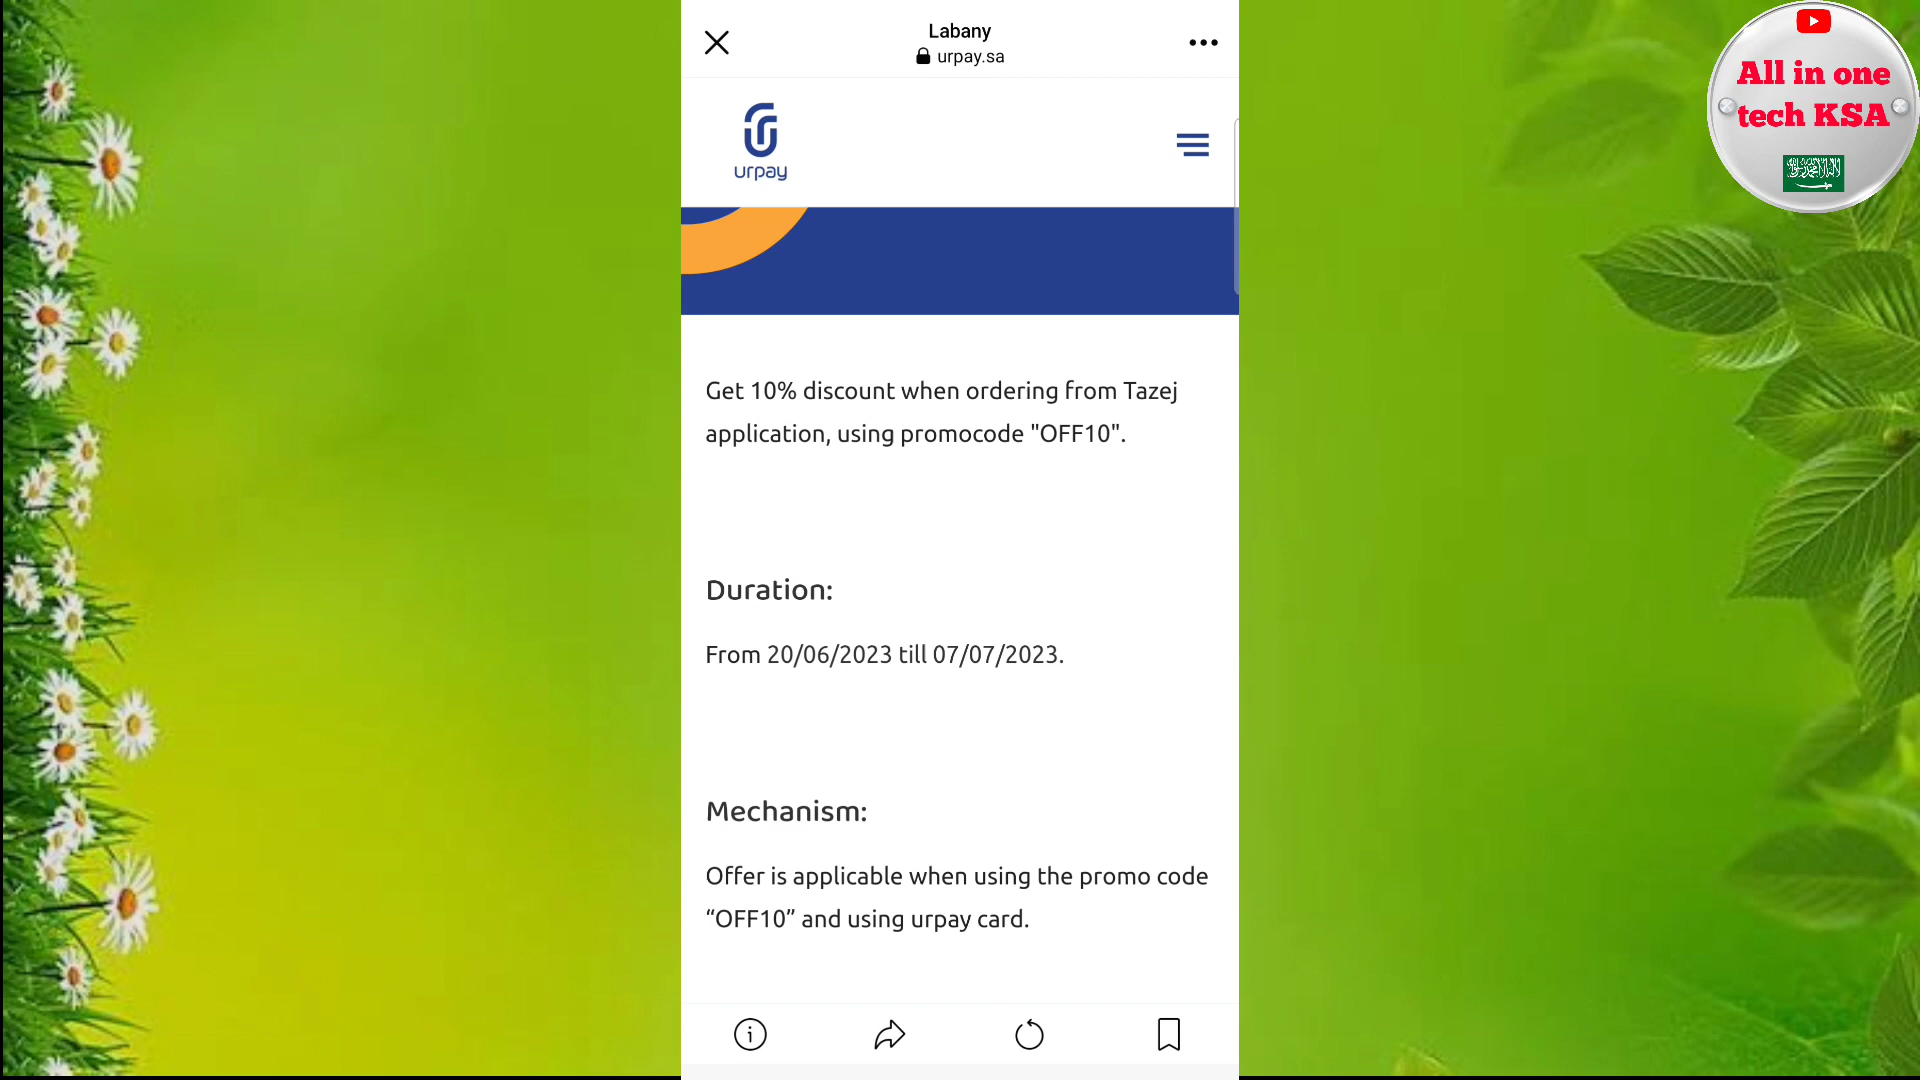 Labany
urpay.sa
urpay
Get 10% discount when ordering from Tazej
application, using promocode "OFF10".
Duration:
From 20/06/2023 till 07/07/2023.
Mechanism:
Offer is applicable when using the promo code
“OFF10” and using urpay card.
All in one
tech KSA